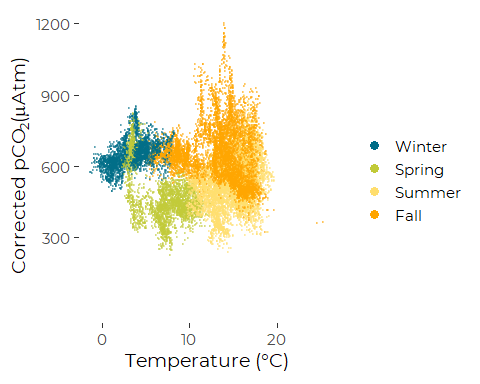 1200
900
600
300
Corrected pCO₂(µAtm)
0 10 20
Temperature (°C)
Winter
Spring
Summer
Fall